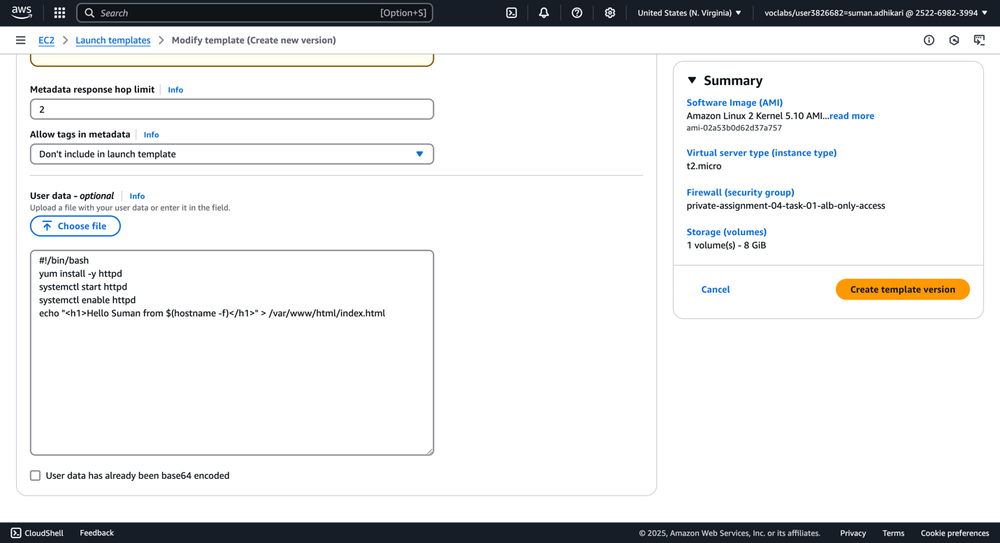 aws
Search [Option+S]
United States (N. Virginia) ▼
voclabs/user3826682=suman.adhikari @ 2522-6982-3994 ▼
EC2 > Launch templates > Modify template (Create new version)
Metadata response hop limit | Info
2
Allow tags in metadata | Info
Don't include in launch template
User data - optional | Info
Upload a file with your user data or enter it in the field.
Choose file
#!/bin/bash
yum install -y httpd
systemctl start httpd
systemctl enable httpd
echo "<h1>Hello Suman from $(hostname -f)</h1>" > /var/www/html/index.html
User data has already been base64 encoded
Summary
Software Image (AMI)
Amazon Linux 2 Kernel 5.10 AMI...read more
ami-02a53b0d62d37a757
Virtual server type (instance type)
t2.micro
Firewall (security group)
private-assignment-04-task-01-alb-only-access
Storage (volumes)
1 volume(s) - 8 GiB
Cancel
Create template version
CloudShell
Feedback
© 2025, Amazon Web Services, Inc. or its affiliates.
Privacy
Terms
Cookie preferences